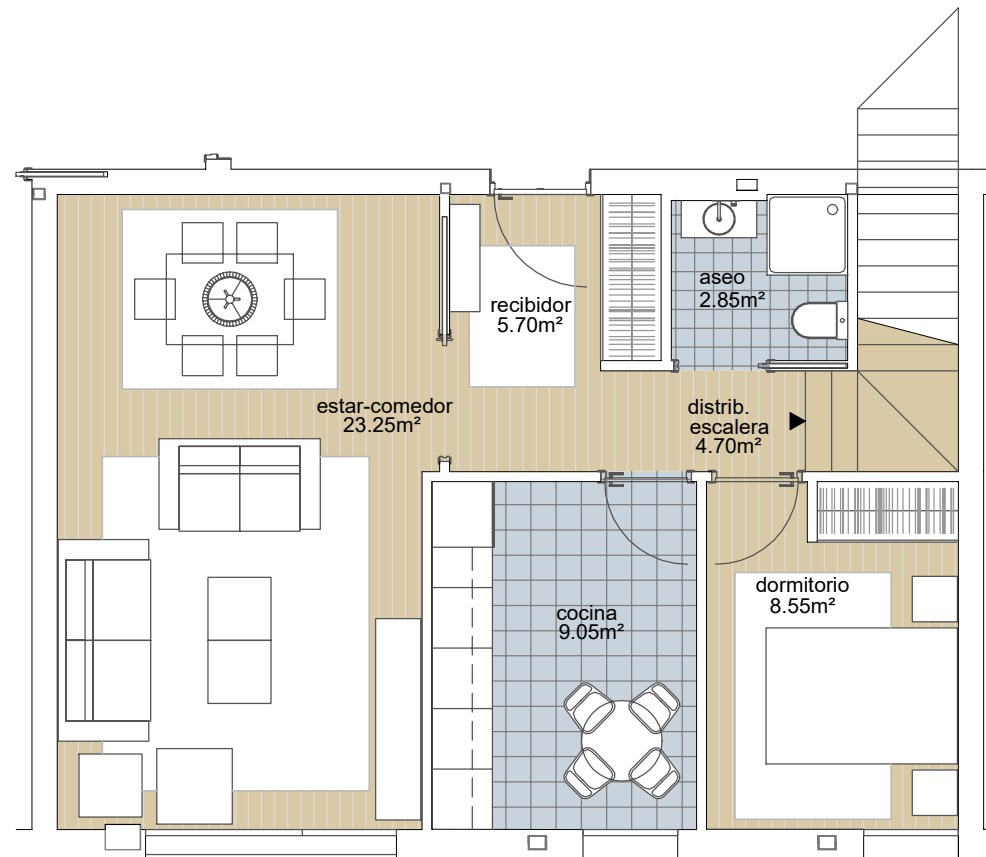 aseo
2.85m²
recibidor
5.70m²
estar-comedor
23.25m²
distrib.
escalera
4.70m²
dormitorio
8.55m²
cocina
9.05m²